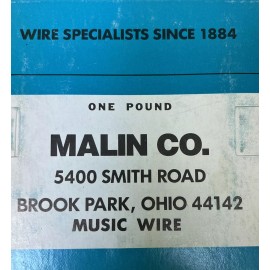 WIRE SPECIALISTS SINCE 1884
ONE POUND
MALIN CO.
5400 SMITH ROAD
BROOK PARK, OHIO 44142
MUSIC WIRE